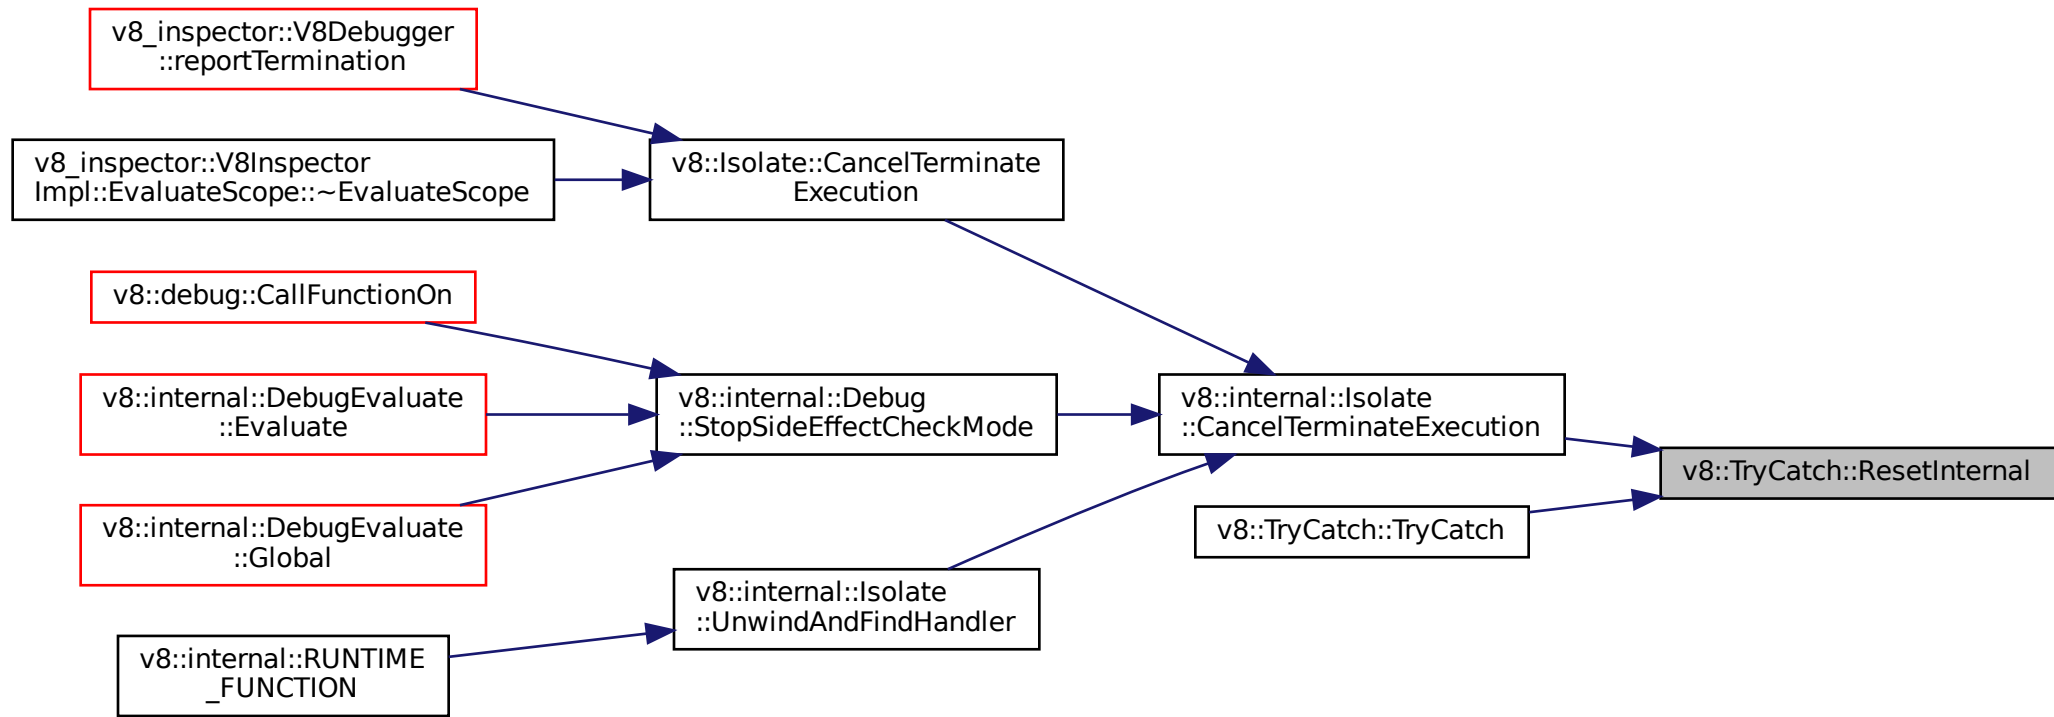 v8_inspector::V8Debugger
::reportTermination
v8_inspector::V8Inspector
Impl::EvaluateScope::~EvaluateScope
v8::Isolate::CancelTerminate
Execution
v8::debug::CallFunctionOn
v8::internal::DebugEvaluate
::Evaluate
v8::internal::Debug
::StopSideEffectCheckMode
v8::internal::Isolate
::CancelTerminateExecution
v8::TryCatch::ResetInternal
v8::internal::DebugEvaluate
::Global
v8::TryCatch::TryCatch
v8::internal::Isolate
::UnwindAndFindHandler
v8::internal::RUNTIME
_FUNCTION